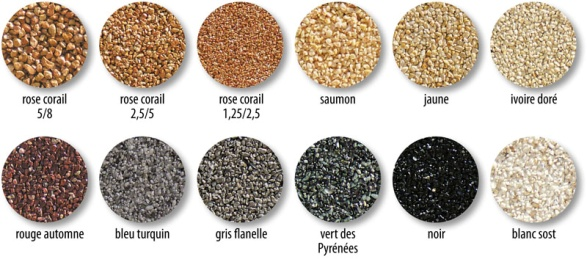 rose corail
5/8
rose corail
2,5/5
rose corail
1,25/2,5
saumon
jaune
ivoire doré
rouge automne
bleu turquin
gris flanelle
vert des
Pyrénées
noir
blanc sost